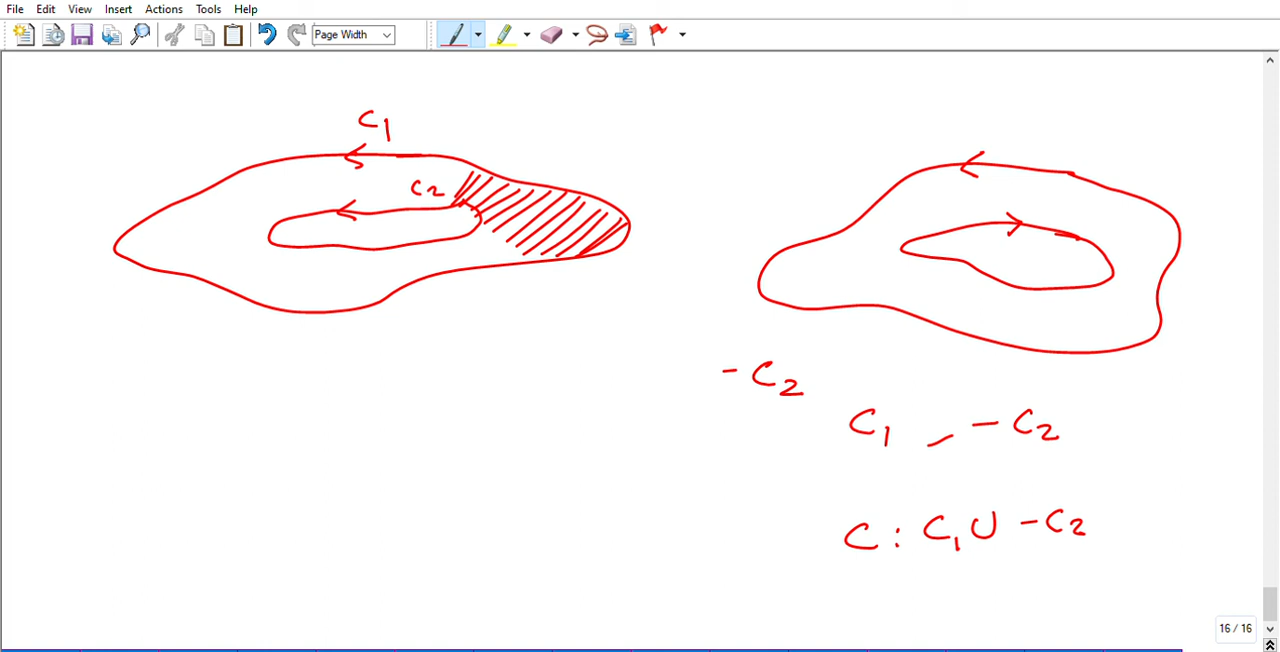 File Edit View Insert Actions Tools Help
Page Width
C1
C2
- C2
C1 , - C2
C : C1 U - C2
16 / 16